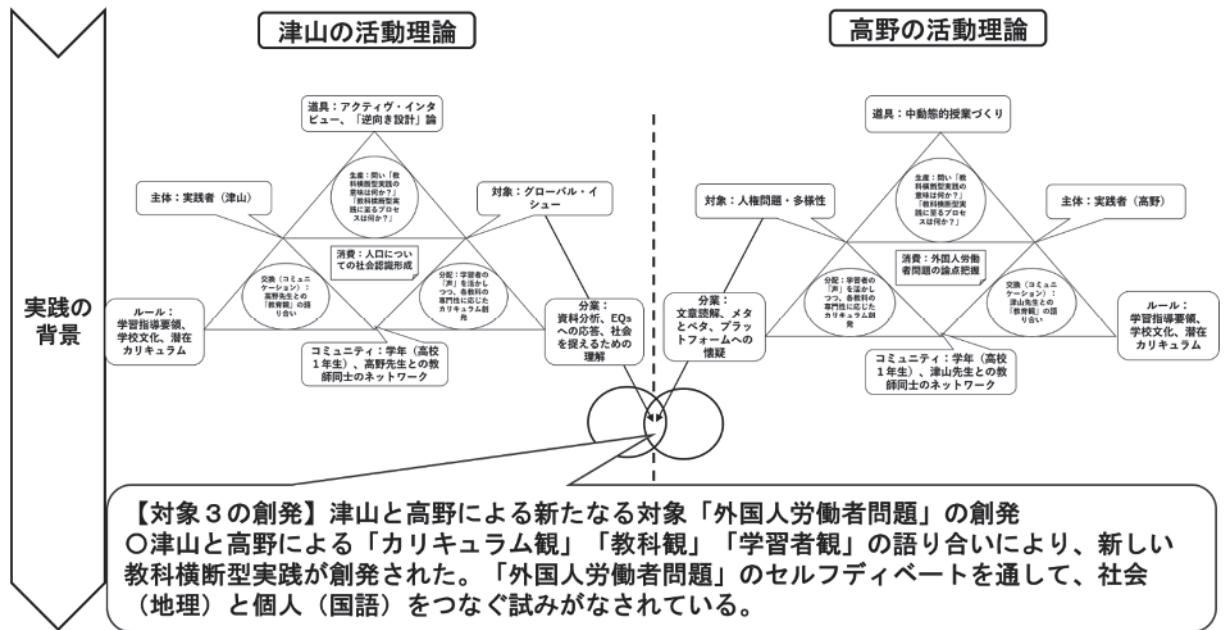 津山の活動理論
高野の活動理論
実践の
背景
道具：アクティヴ・インタ
ビュー、「逆向き設計」論
主体：実践者（津山）
対象：グローバル・イ
シュー
生産：問い「教
科横断型実践の
意味は何か？」
「教科横断型実
践に至るプロセ
スは何か？」
消費：人口につい
ての社会認識形成
交換（コミュニ
ケーション）：
高野先生との
「教育観」の語
り合い
分配：学習者の
「声」を活かし
つつ、各教科の
専門性に応じた
カリキュラム創
発
ルール：
学習指導要領、
学校文化、潜在
カリキュラム
コミュニティ：学年（高校
１年生）、高野先生との教
師同士のネットワーク
分業：
資料分析、EQs
への応答、社会
を捉えるための
理解
道具：中動態的授業づくり
対象：人権問題・多様性
主体：実践者（高野）
生産：問い「教
科横断型実践の
意味は何か？」
「教科横断型実
践に至るプロセ
スは何か？」
消費：外国人労働
者問題の論点把握
分配：学習者の
「声」を活かし
つつ、各教科の
専門性に応じた
カリキュラム創
発
交換（コミュニ
ケーション）：
津山先生との
「教育観」の語
り合い
分業：
文章読解、メタ
とベタ、プラッ
トフォームへの
懐疑
コミュニティ：学年（高校
１年生）、津山先生との教
師同士のネットワーク
ルール：
学習指導要領、
学校文化、潜在
カリキュラム
【対象３の創発】津山と高野による新たなる対象「外国人労働者問題」の創発
〇津山と高野による「カリキュラム観」「教科観」「学習者観」の語り合いにより、新しい
教科横断型実践が創発された。「外国人労働者問題」のセルフディベートを通して、社会
（地理）と個人（国語）をつなぐ試みがなされている。